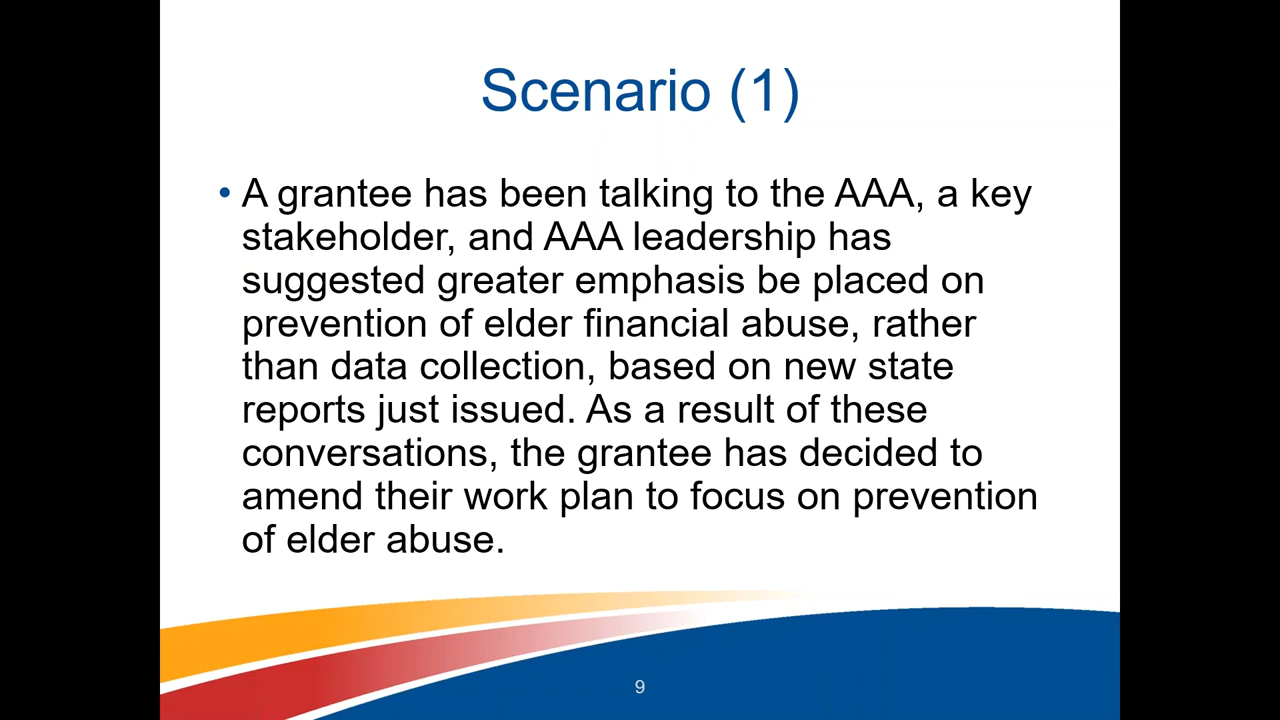 Scenario (1)
• A grantee has been talking to the AAA, a key
stakeholder, and AAA leadership has
suggested greater emphasis be placed on
prevention of elder financial abuse, rather
than data collection, based on new state
reports just issued. As a result of these
conversations, the grantee has decided to
amend their work plan to focus on prevention
of elder abuse.
9